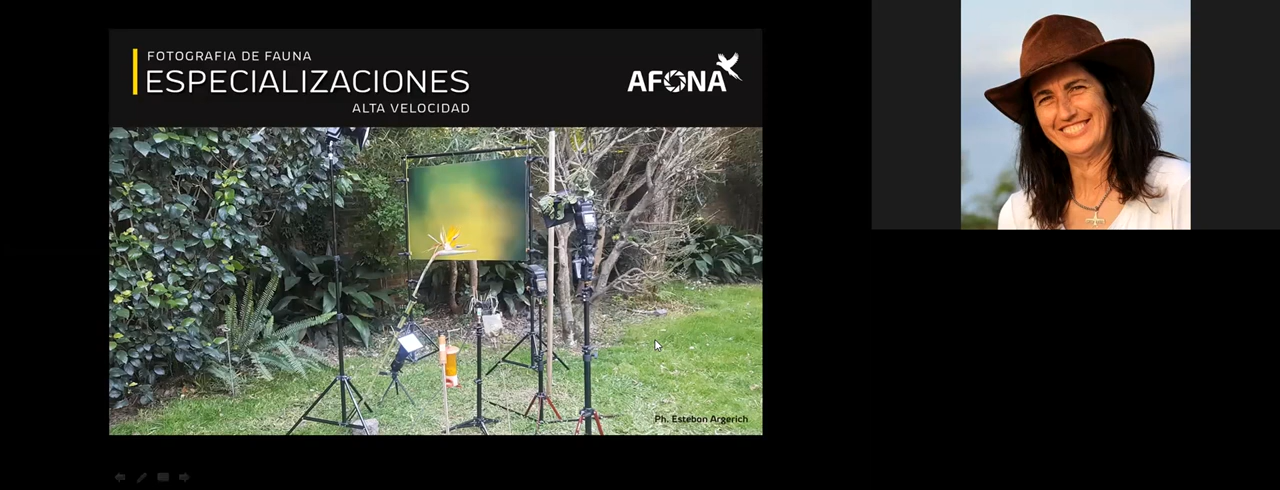 FOTOGRAFIA DE FAUNA
ESPECIALIZACIONES
ALTA VELOCIDAD
AFONA
Ph. Esteban Argerich